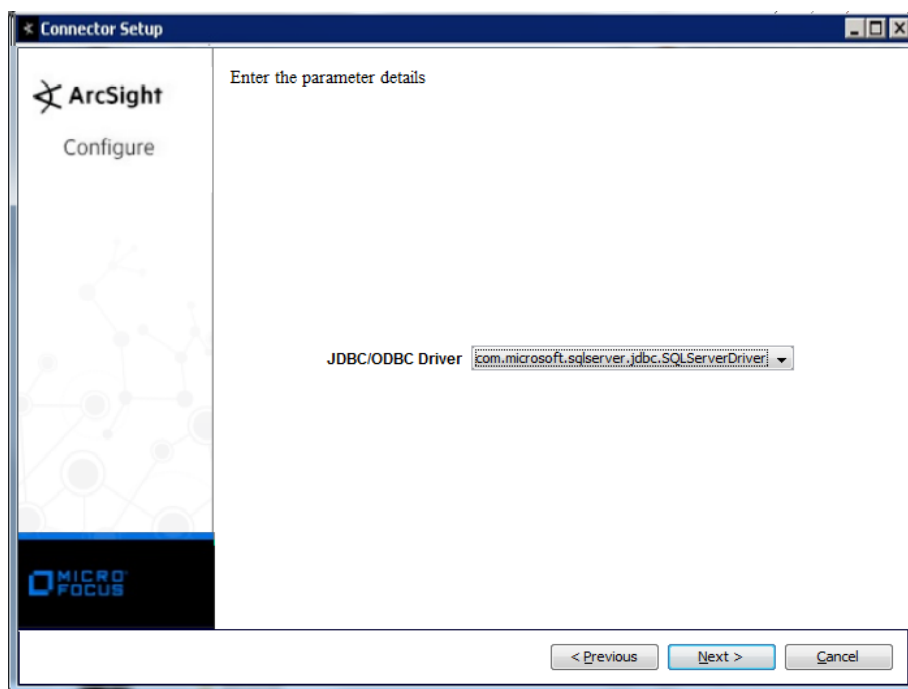 Connector Setup
ArcSight
Configure
Enter the parameter details
JDBC/ODBC Driver com.microsoft.sqlserver.jdbc.SQLServerDriver
MICRO
FOCUS
< Previous Next > Cancel